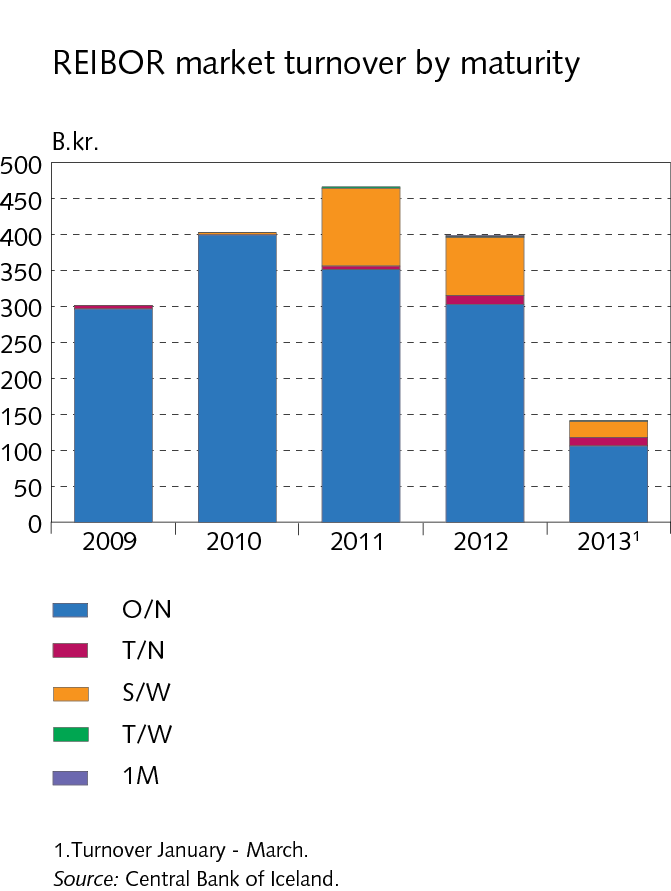 REIBOR market turnover by maturity
B.kr.
500
450
400
350
300
250
200
150
100
50
0
2009 2010 2011 2012 2013¹
O/N
T/N
S/W
T/W
1M
1.Turnover January - March.
Source: Central Bank of Iceland.